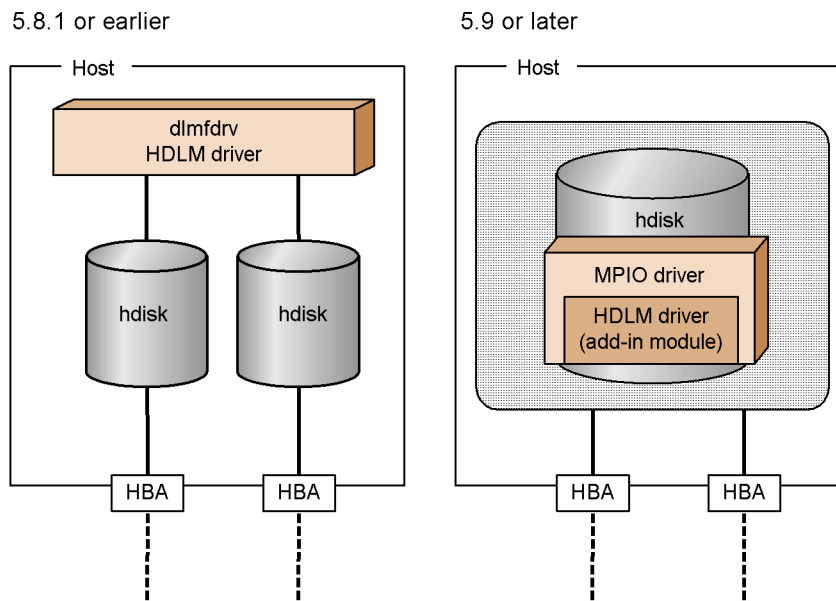 5.8.1 or earlier
Host
dlmfdrv
HDLM driver
hdisk
hdisk
HBA
HBA
5.9 or later
Host
hdisk
MPIO driver
HDLM driver
(add-in module)
HBA
HBA